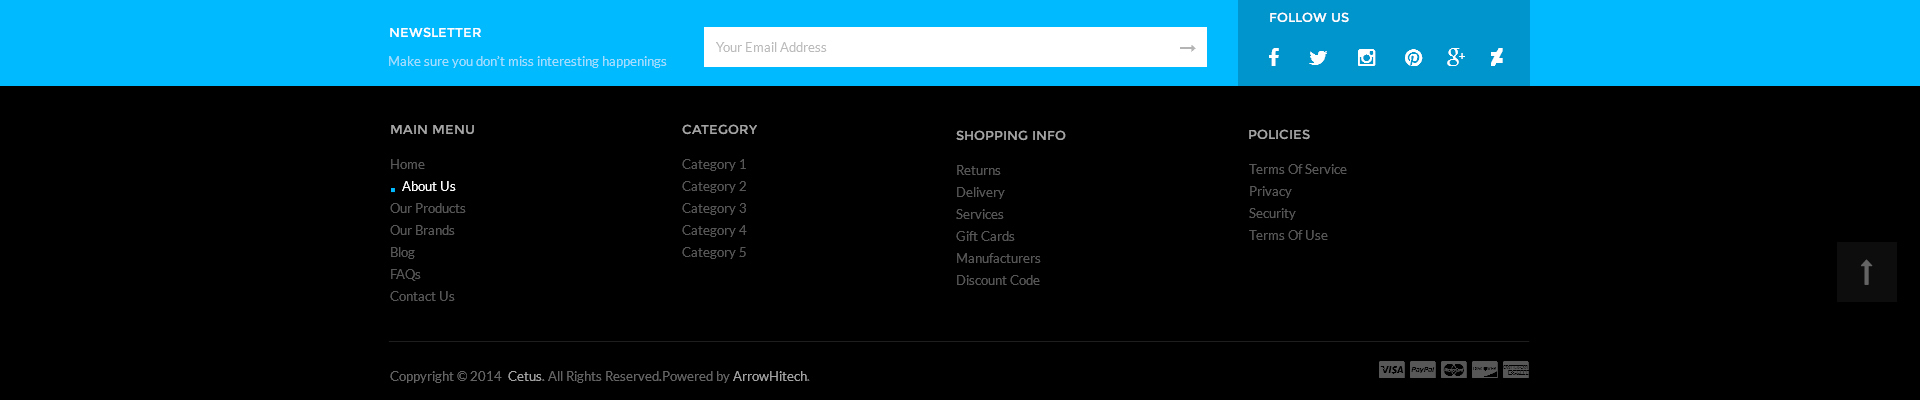 NEWSLETTER
Make sure you don't miss interesting happenings
Your Email Address
FOLLOW US
MAIN MENU
Home
About Us
Our Products
Our Brands
Blog
FAQs
Contact Us
CATEGORY
Category 1
Category 2
Category 3
Category 4
Category 5
SHOPPING INFO
Returns
Delivery
Services
Gift Cards
Manufacturers
Discount Code
POLICIES
Terms Of Service
Privacy
Security
Terms Of Use
Coppyright © 2014 Cetus. All Rights Reserved.Powered by ArrowHitech.
VISA PayPal